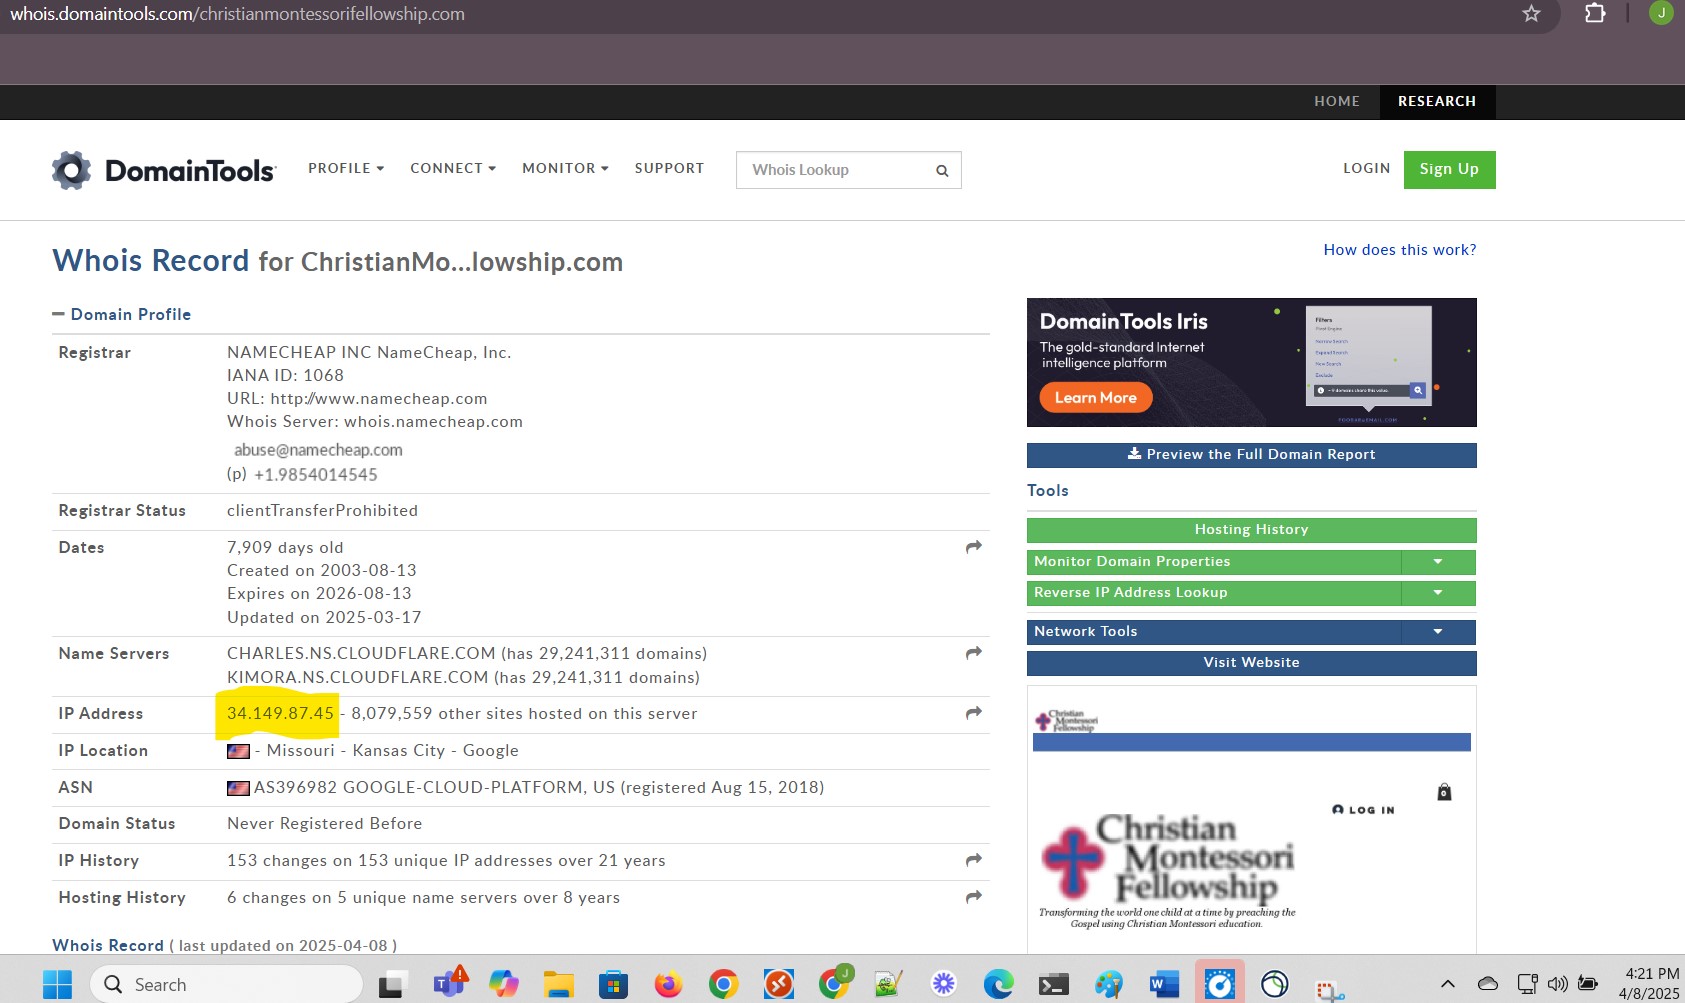 whois.domaintools.com/christianmontessorifellowship.com
J
HOME RESEARCH
DomainTools PROFILE CONNECT MONITOR SUPPORT Whois Lookup LOGIN Sign Up
Whois Record for ChristianMo...lowship.com
How does this work?
Domain Profile
Registrar NAMECHEAP INC NameCheap, Inc.
IANA ID: 1068
URL: http://www.namecheap.com
Whois Server: whois.namecheap.com
abuse@namecheap.com
(p) +1.9854014545
Registrar Status clientTransferProhibited
Dates 7,909 days old
Created on 2003-08-13
Expires on 2026-08-13
Updated on 2025-03-17
Name Servers CHARLES.NS.CLOUDFLARE.COM (has 29,241,311 domains)
KIMORA.NS.CLOUDFLARE.COM (has 29,241,311 domains)
IP Address 34.149.87.45 - 8,079,559 other sites hosted on this server
IP Location - Missouri - Kansas City - Google
ASN AS396982 GOOGLE-CLOUD-PLATFORM, US (registered Aug 15, 2018)
Domain Status Never Registered Before
IP History 153 changes on 153 unique IP addresses over 21 years
Hosting History 6 changes on 5 unique name servers over 8 years
Whois Record ( last updated on 2025-04-08 )
DomainTools Iris
The gold-standard Internet
intelligence platform
Learn More
Filters
New Search
Exclude
Preview the Full Domain Report
Tools
Hosting History
Monitor Domain Properties
Reverse IP Address Lookup
Network Tools
Visit Website
Christian
Montessori
Fellowship
0
LOG IN
Christian
Montessori
Fellowship
Transforming the world one child at a time by preaching the
Gospel using Christian Montessori education.
Search
J
4:21 PM
4/8/2025